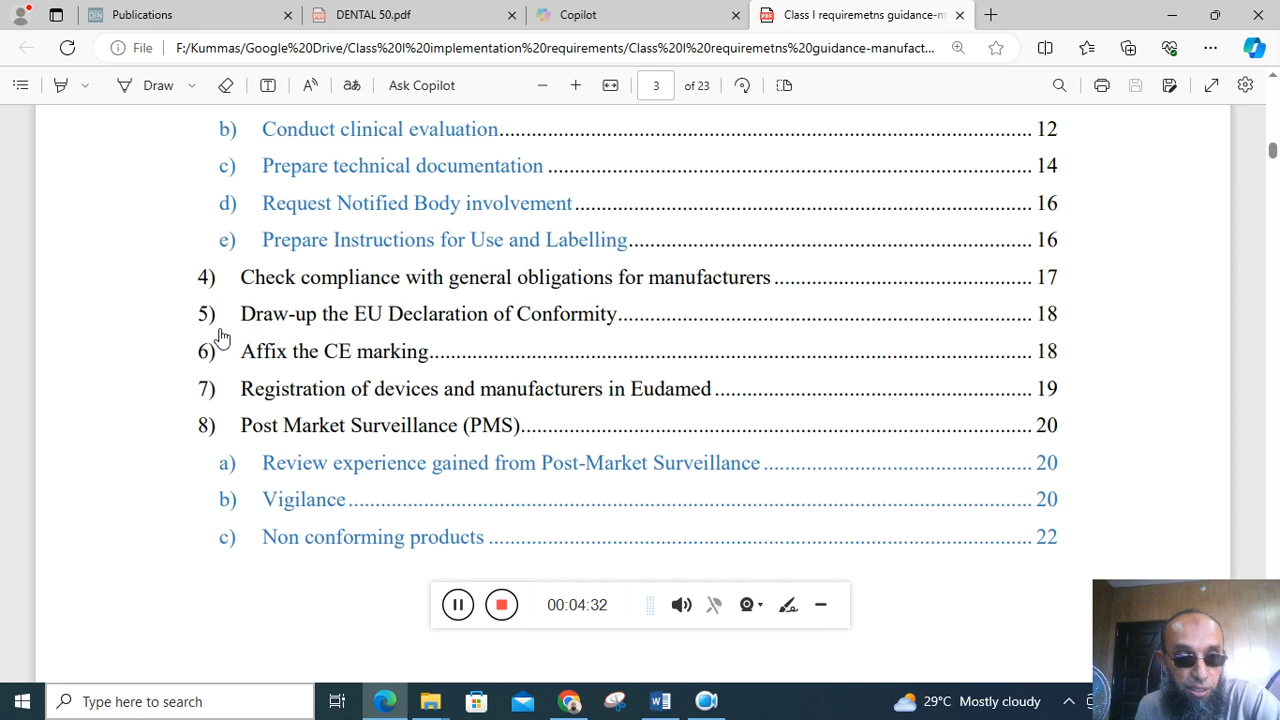 Publications
DENTAL 50.pdf
Copilot
Class I requiremetns guidance-m
File
F:/Kummas/Google%20Drive/Class%20I%20implementation%20requirements/Class%20I%20requiremetns%20guidance-manufact...
Draw
aあ
Ask Copilot
3
of 23
b) Conduct clinical evaluation.......... 12
c) Prepare technical documentation .......... 14
d) Request Notified Body involvement.......... 16
e) Prepare Instructions for Use and Labelling.......... 16
4) Check compliance with general obligations for manufacturers .......... 17
5) Draw-up the EU Declaration of Conformity.......... 18
6) Affix the CE marking.......... 18
7) Registration of devices and manufacturers in Eudamed .......... 19
8) Post Market Surveillance (PMS).......... 20
a) Review experience gained from Post-Market Surveillance .......... 20
b) Vigilance.......... 20
c) Non conforming products .......... 22
00:04:32
Type here to search
29°C Mostly cloudy